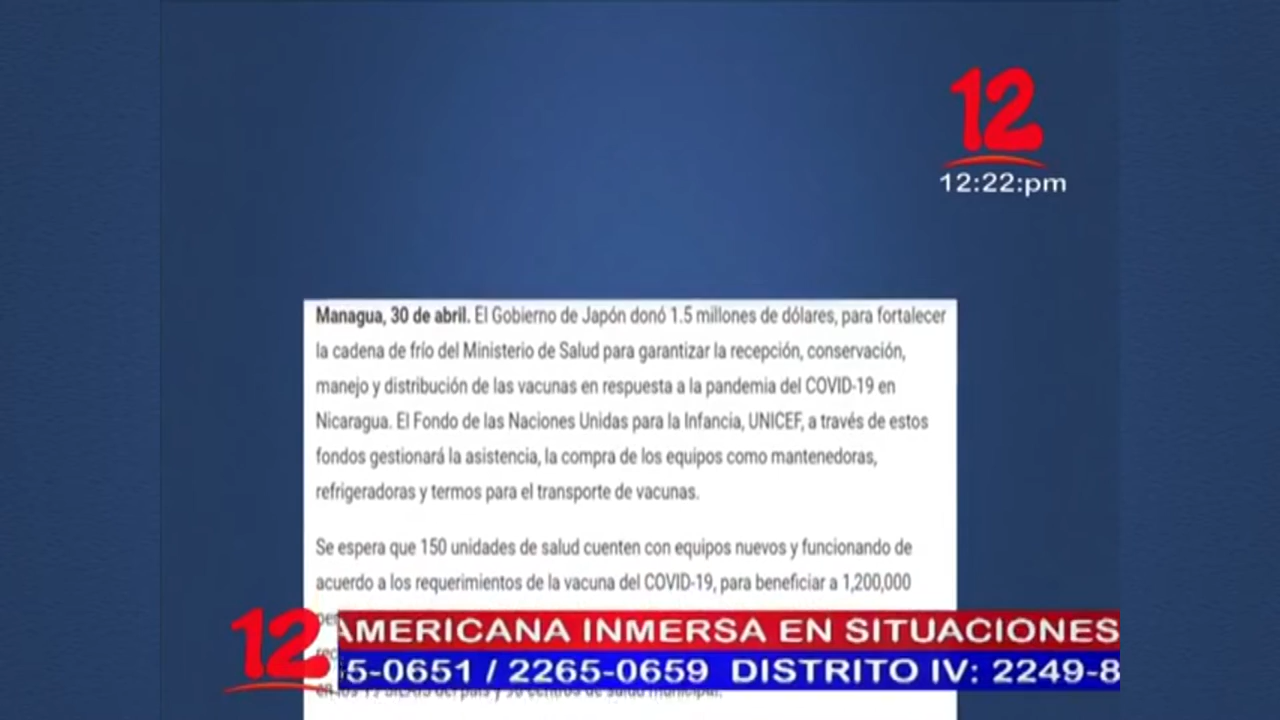 12
12:22:pm
Managua, 30 de abril. El Gobierno de Japón donó 1.5 millones de dólares, para fortalecer
la cadena de frío del Ministerio de Salud para garantizar la recepción, conservación,
manejo y distribución de las vacunas en respuesta a la pandemia del COVID-19 en
Nicaragua. El Fondo de las Naciones Unidas para la Infancia, UNICEF, a través de estos
fondos gestionará la asistencia, la compra de los equipos como mantenedoras,
refrigeradoras y termos para el transporte de vacunas.
Se espera que 150 unidades de salud cuenten con equipos nuevos y funcionando de
acuerdo a los requerimientos de la vacuna del COVID-19, para beneficiar a 1,200,000
12
AMERICANA INMERSA EN SITUACIONES
5-0651 / 2265-0659 DISTRITO IV: 2249-8